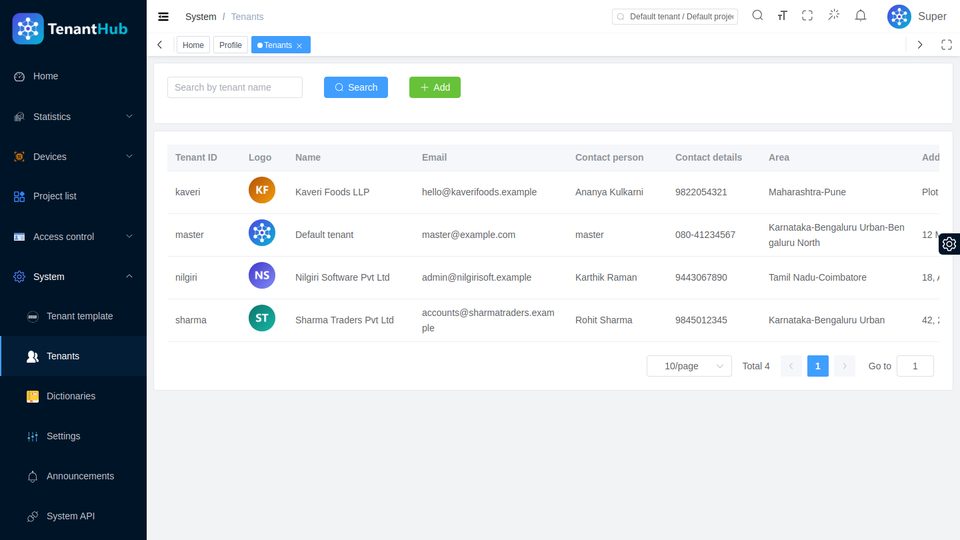 TenantHub
System / Tenants
Default tenant / Default projec
Super
Home
Profile
Tenants
Home
Statistics
Devices
Project list
Access control
System
Tenant template
Tenants
Dictionaries
Settings
Announcements
System API
Search by tenant name
Search
Add
Tenant ID Logo Name Email Contact person Contact details Area Add
kaveri KF Kaveri Foods LLP hello@kaverifoods.example Ananya Kulkarni 9822054321 Maharashtra-Pune Plot
master Default tenant master@example.com master 080-41234567 Karnataka-Bengaluru Urban-Ben
galuru North 12 M
nilgiri NS Nilgiri Software Pvt Ltd admin@nilgirisoft.example Karthik Raman 9443067890 Tamil Nadu-Coimbatore 18, A
sharma ST Sharma Traders Pvt Ltd accounts@sharmatraders.exam
ple Rohit Sharma 9845012345 Karnataka-Bengaluru Urban 42,
10/page Total 4 1 Go to 1